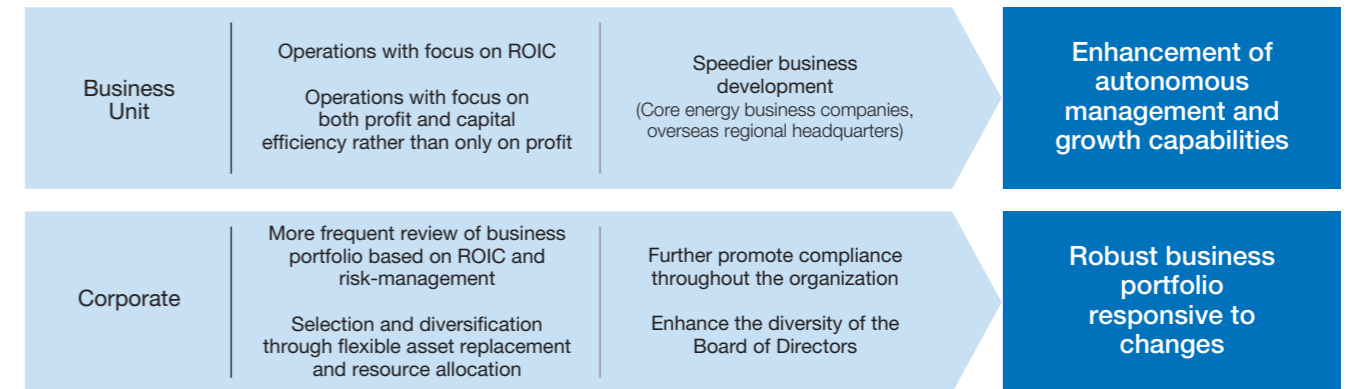 Business
Unit
Operations with focus on ROIC
Operations with focus on
both profit and capital
efficiency rather than only on profit
Speedier business
development
(Core energy business companies,
overseas regional headquarters)
Enhancement of
autonomous
management and
growth capabilities
Corporate
More frequent review of business
portfolio based on ROIC and
risk-management
Selection and diversification
through flexible asset replacement
and resource allocation
Further promote compliance
throughout the organization
Enhance the diversity of the
Board of Directors
Robust business
portfolio
responsive to
changes